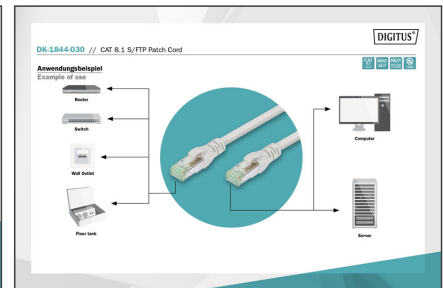 DIGITUS®
DK-1844-030 // CAT 8.1 S/FTP Patch Cord
Anwendungsbeispiel
Example of use
Router
Switch
Wall Outlet
Floor tank
Computer
Server